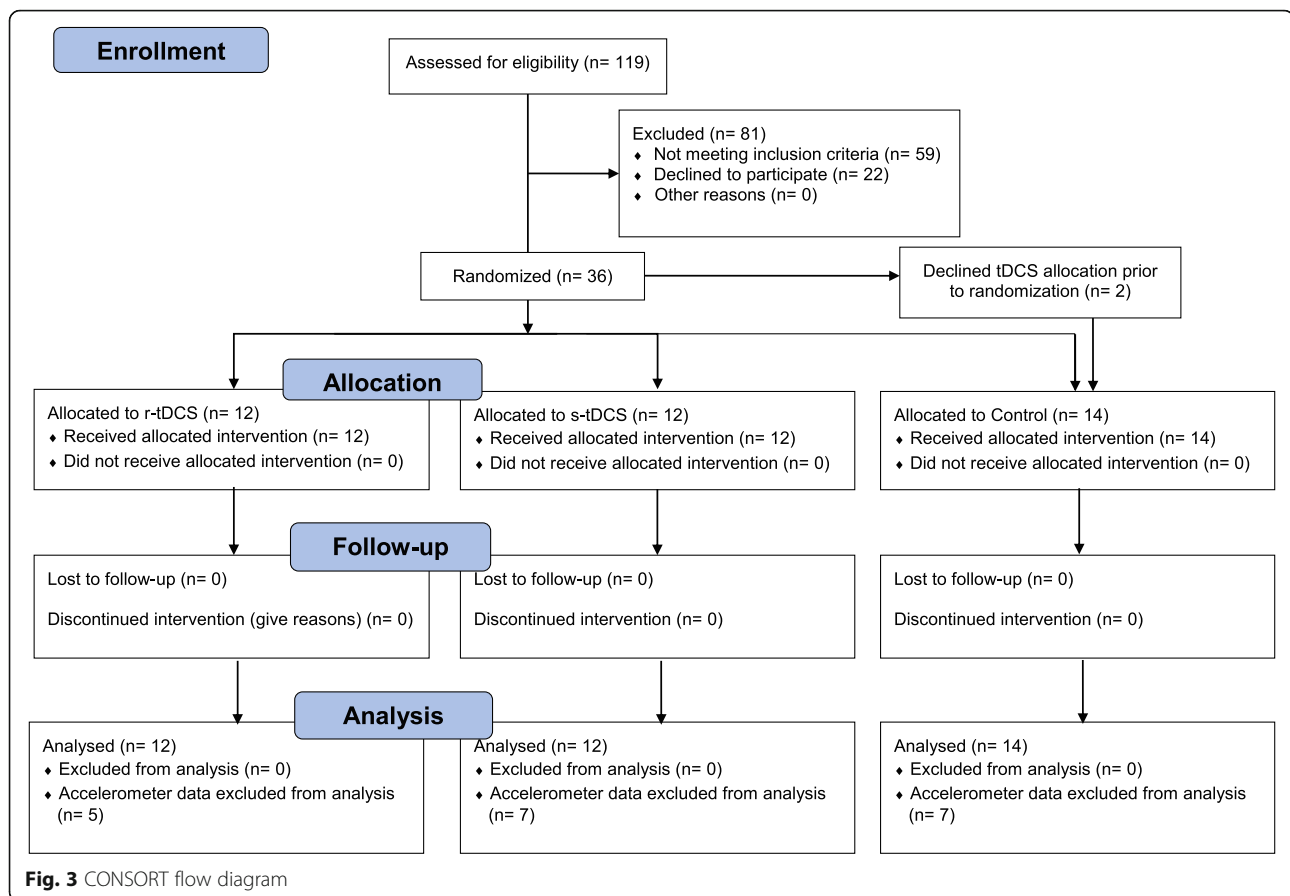 Enrollment
Assessed for eligibility (n= 119)
Excluded (n= 81)
♦ Not meeting inclusion criteria (n= 59)
♦ Declined to participate (n= 22)
♦ Other reasons (n= 0)
Randomized (n= 36)
Declined tDCS allocation prior
to randomization (n= 2)
Allocation
Allocated to r-tDCS (n= 12)
♦ Received allocated intervention (n= 12)
♦ Did not receive allocated intervention (n= 0)
Allocated to s-tDCS (n= 12)
♦ Received allocated intervention (n= 12)
♦ Did not receive allocated intervention (n= 0)
Allocated to Control (n= 14)
♦ Received allocated intervention (n= 14)
♦ Did not receive allocated intervention (n= 0)
Follow-up
Lost to follow-up (n= 0)
Discontinued intervention (give reasons) (n= 0)
Lost to follow-up (n= 0)
Discontinued intervention (n= 0)
Lost to follow-up (n= 0)
Discontinued intervention (n= 0)
Analysis
Analysed (n= 12)
♦ Excluded from analysis (n= 0)
♦ Accelerometer data excluded from analysis
(n= 5)
Analysed (n= 12)
♦ Excluded from analysis (n= 0)
♦ Accelerometer data excluded from analysis
(n= 7)
Analysed (n= 14)
♦ Excluded from analysis (n= 0)
♦ Accelerometer data excluded from analysis
(n= 7)
Fig. 3 CONSORT flow diagram